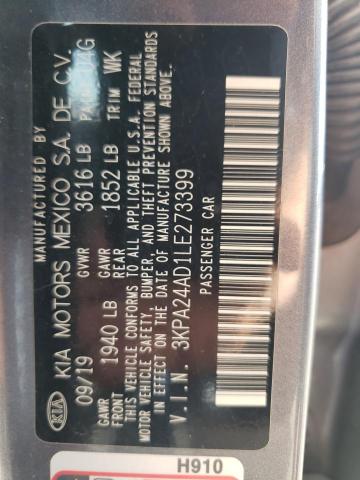 MANUFACTURED BY
KIA KIA MOTORS MEXICO S.A. DE C.V.
09/19 GVWR 3616 LB
GAWR FRONT 1940 LB GAWR REAR 1852 LB TRIM WK
THIS VEHICLE CONFORMS TO ALL APPLICABLE U.S.A. FEDERAL
MOTOR VEHICLE SAFETY, BUMPER, AND THEFT PREVENTION STANDARDS
IN EFFECT ON THE DATE OF MANUFACTURE SHOWN ABOVE.
V.I.N. 3KPA24AD1LE273399
PASSENGER CAR
H910